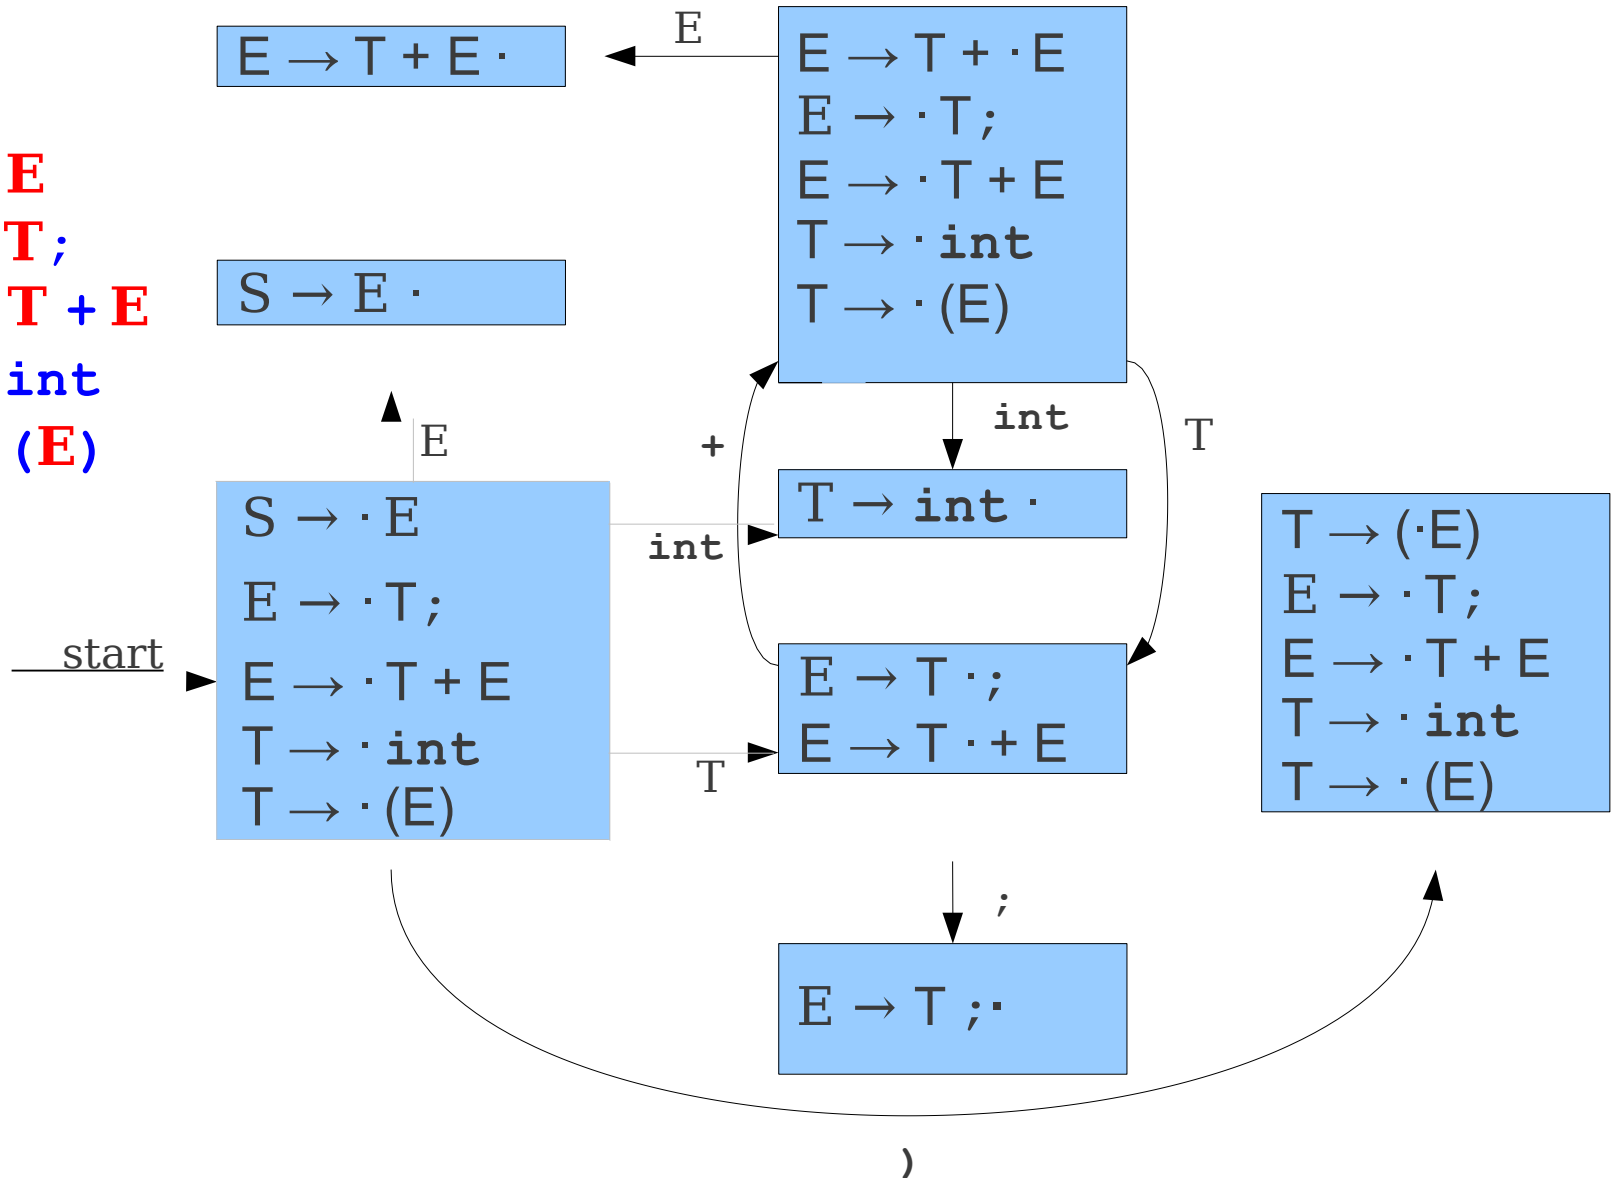 E → T + E ·
E
E → T + · E
E → · T ;
E → · T + E
T → · int
T → · (E)
E
T ;
T + E
int
(E)
S → E ·
E
+
int
T
T → int ·
int
start
S → · E
E → · T ;
E → · T + E
T → · int
T → · (E)
E → T · ;
E → T · + E
T
T → (·E)
E → · T ;
E → · T + E
T → · int
T → · (E)
;
E → T ;·
)